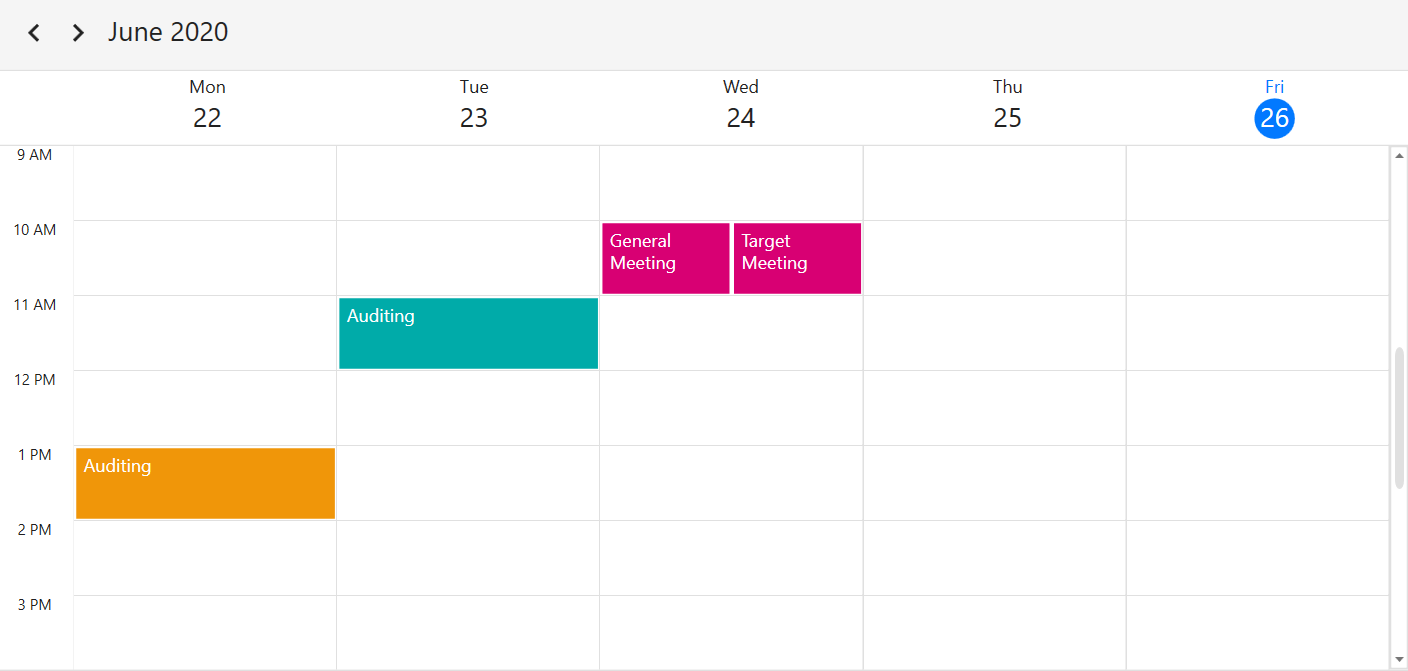 June 2020
Mon Tue Wed Thu Fri
22 23 24 25 26
9 AM
10 AM
General Target
Meeting Meeting
11 AM
Auditing
12 PM
1 PM
Auditing
2 PM
3 PM